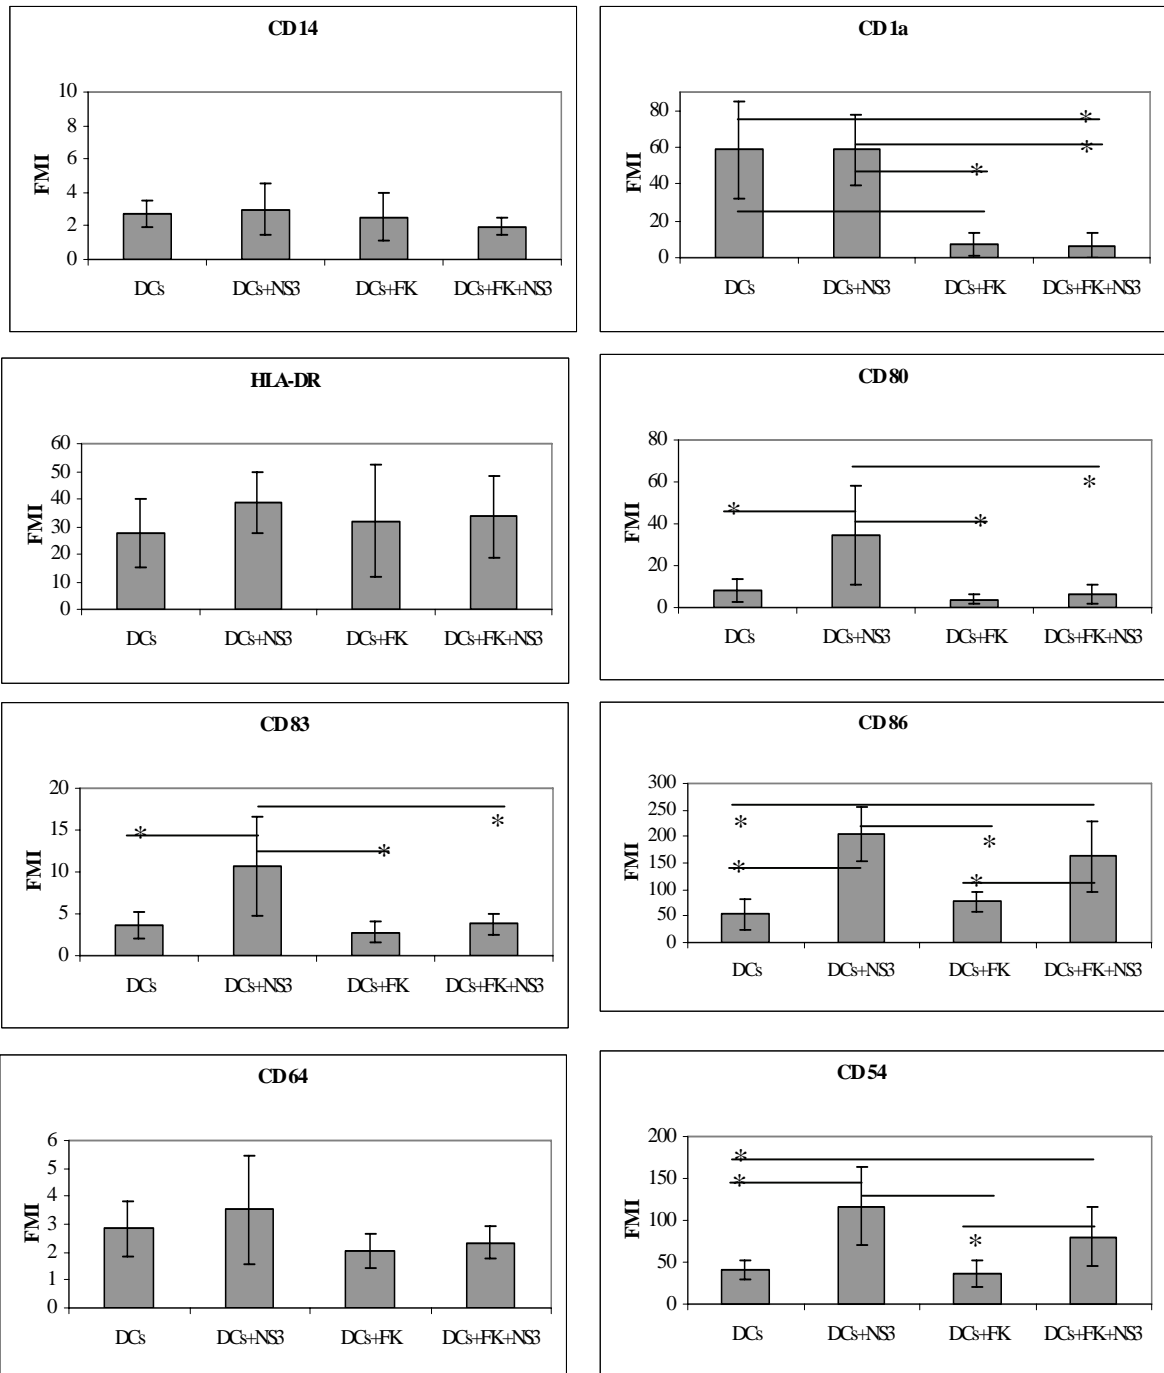 CD14
10
8
6
4
2
0
FMI
DCs DCs+NS3 DCs+FK DCs+FK+NS3
CD1a
80
60
40
20
0
FMI
* * *
DCs DCs+NS3 DCs+FK DCs+FK+NS3
HLA-DR
60
50
40
30
20
10
0
FMI
DCs DCs+NS3 DCs+FK DCs+FK+NS3
CD80
80
60
40
20
0
FMI
* * *
DCs DCs+NS3 DCs+FK DCs+FK+NS3
CD83
20
15
10
5
0
FMI
* * *
DCs DCs+NS3 DCs+FK DCs+FK+NS3
CD86
300
250
200
150
100
50
0
FMI
* * * *
DCs DCs+NS3 DCs+FK DCs+FK+NS3
CD64
6
5
4
3
2
1
0
FMI
DCs DCs+NS3 DCs+FK DCs+FK+NS3
CD54
200
150
100
50
0
FMI
* * *
DCs DCs+NS3 DCs+FK DCs+FK+NS3